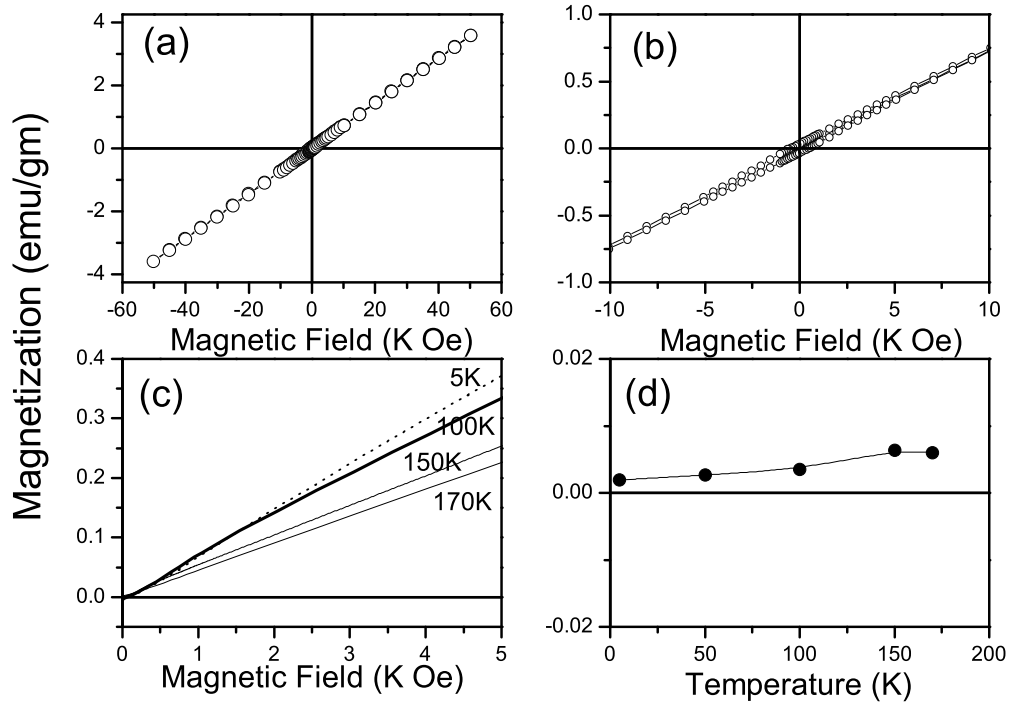 Magnetization (emu/gm)
(a)
4
2
0
-2
-4
-60 -40 -20 0 20 40 60
Magnetic Field (K Oe)
(b)
1.0
0.5
0.0
-0.5
-1.0
-10 -5 0 5 10
Magnetic Field (K Oe)
(c)
0.4
0.3
0.2
0.1
0.0
5K
100K
150K
170K
0 1 2 3 4 5
Magnetic Field (K Oe)
(d)
0.02
0.00
-0.02
0 50 100 150 200
Temperature (K)